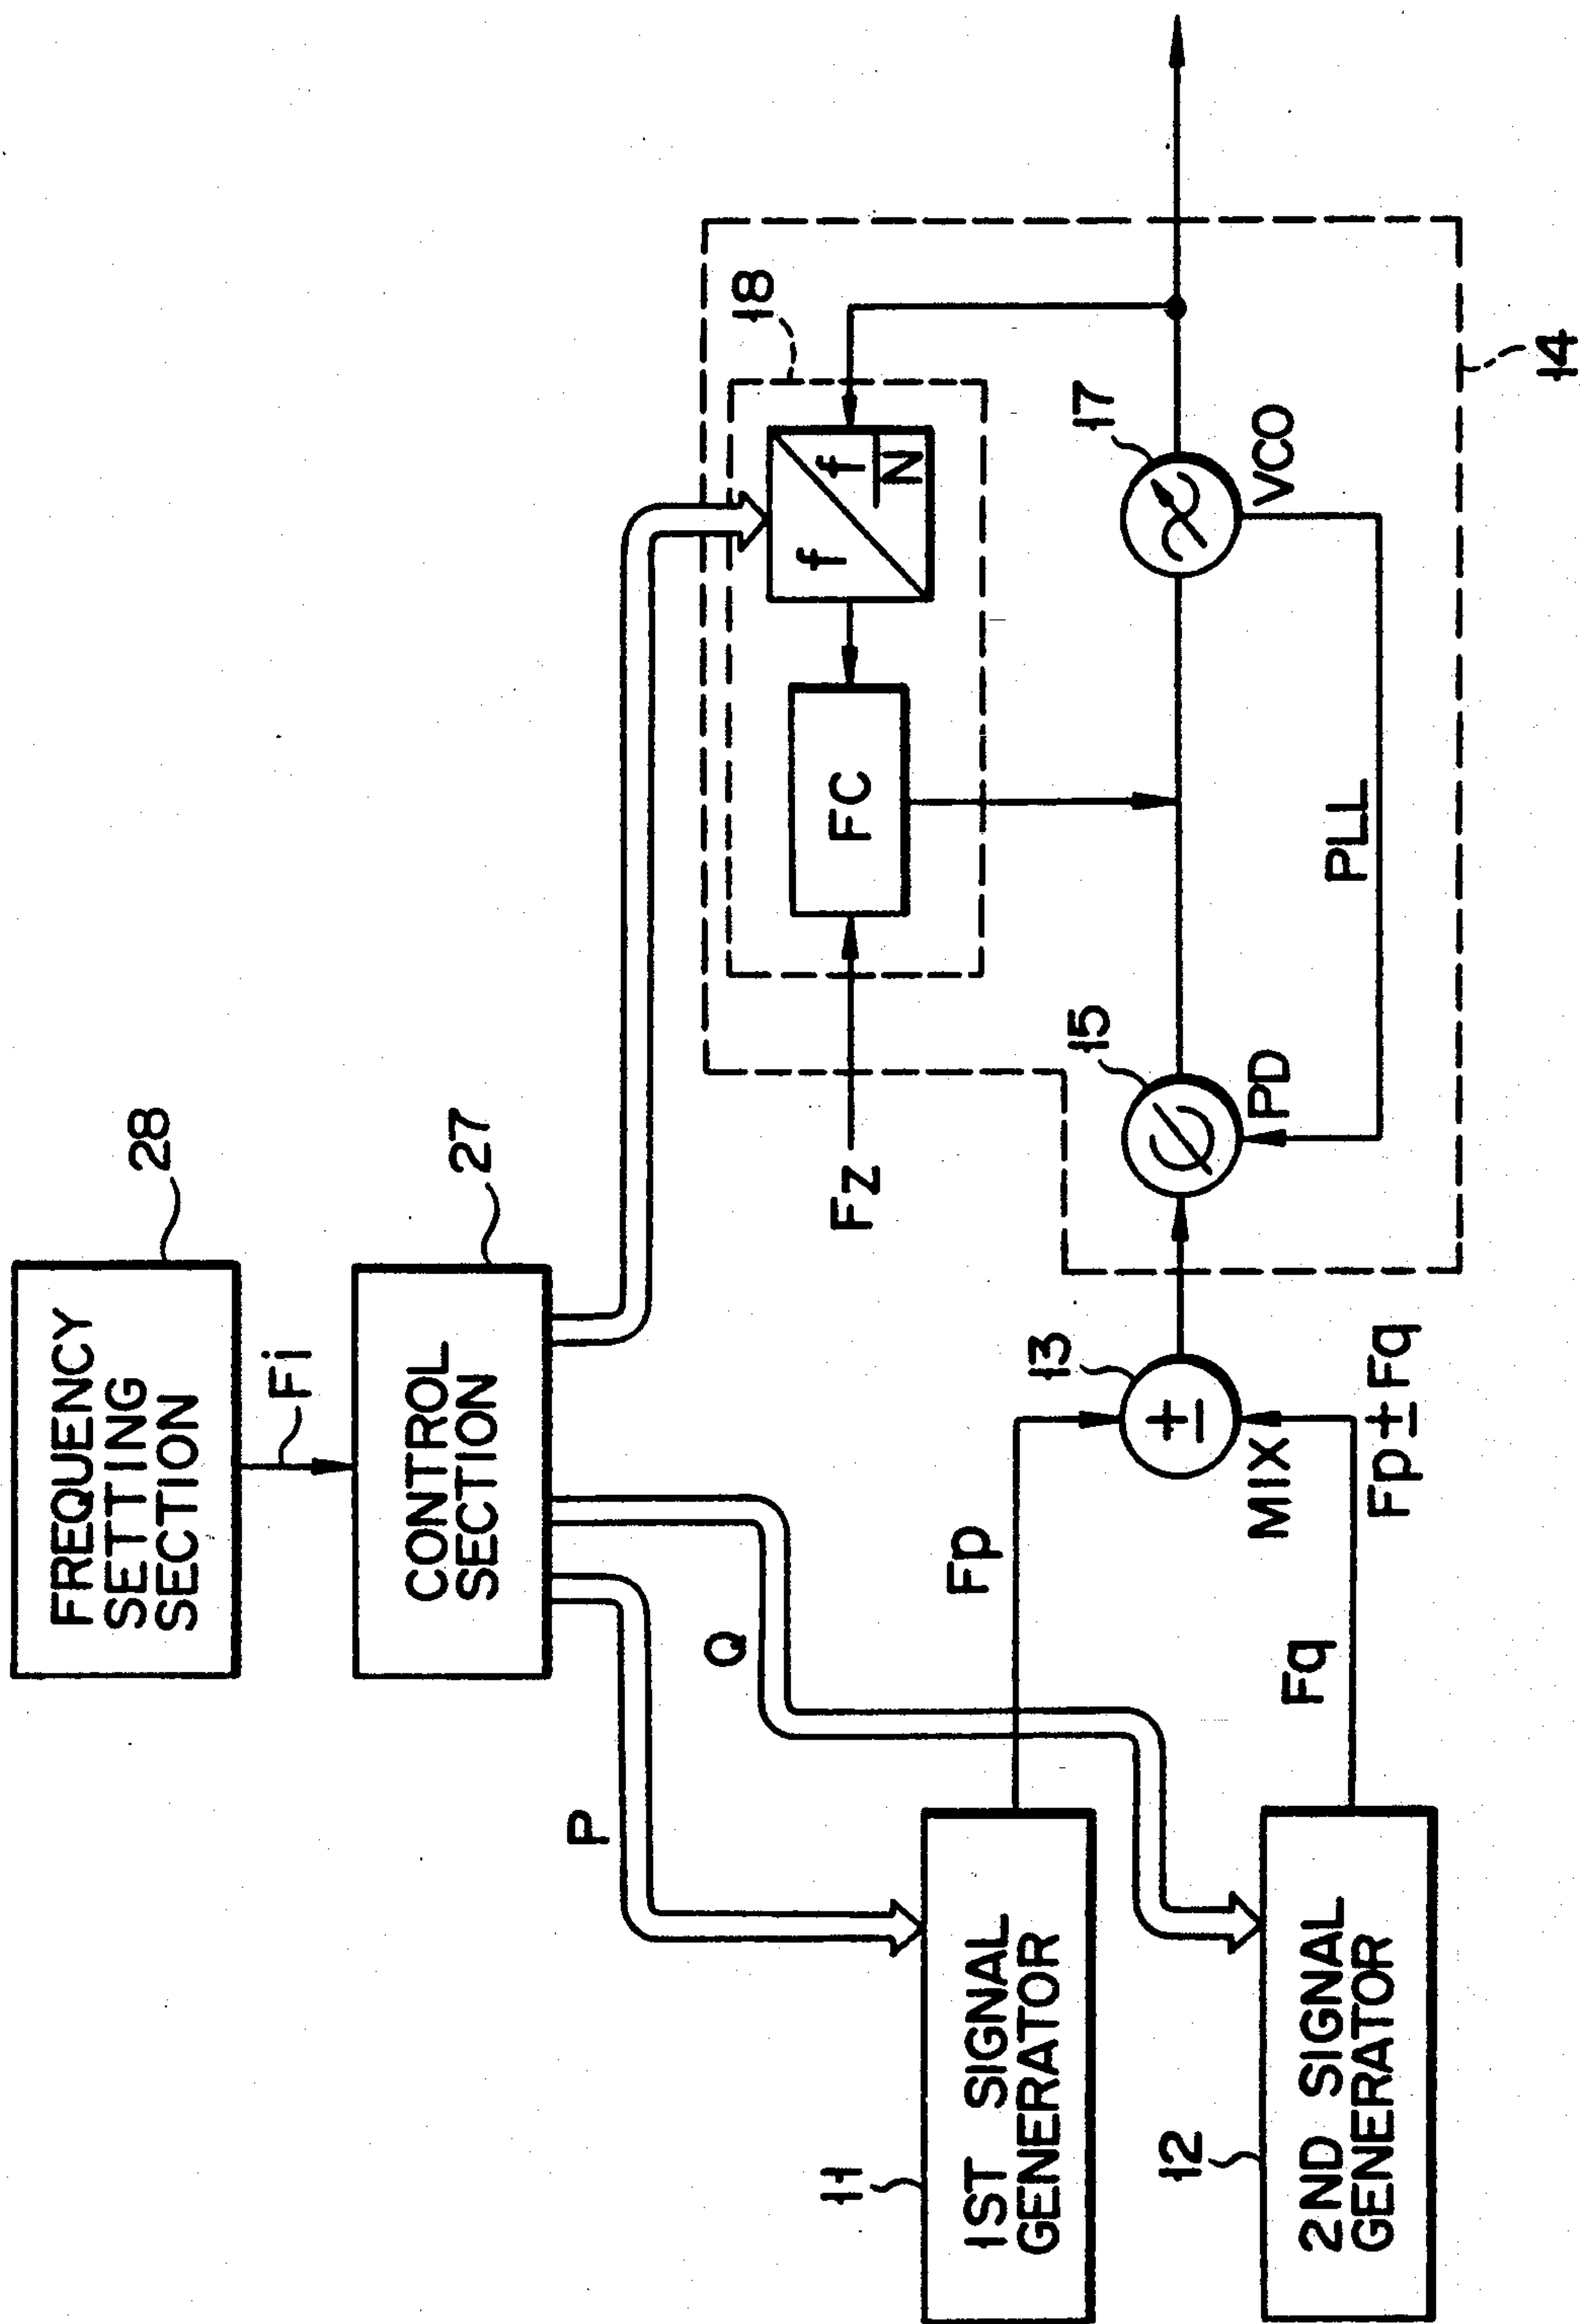 28
FREQUENCY
SETTING
SECTION
Fi
27
CONTROL
SECTION
P
Q
18
f
f
N
FC
Fz
11
1ST SIGNAL
GENERATOR
Fp
13
MIX
15
PD
17
VCO
PLL
14
12
2ND SIGNAL
GENERATOR
Fq
Fp±Fq
±